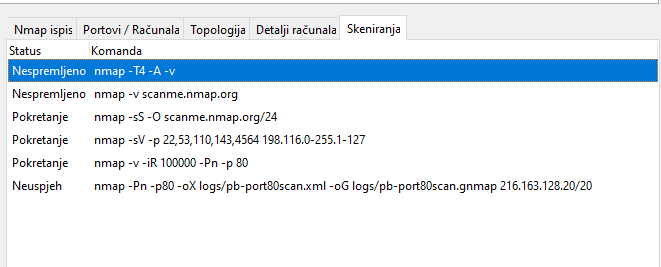 Nmap ispis Portovi / Računala Topologija Detalji računala Skeniranja
Status Komanda
Nespremljeno nmap -T4 -A -v
Nespremljeno nmap -v scanme.nmap.org
Pokretanje nmap -sS -O scanme.nmap.org/24
Pokretanje nmap -sV -p 22,53,110,143,4564 198.116.0-255.1-127
Pokretanje nmap -v -iR 100000 -Pn -p 80
Neuspjeh nmap -Pn -p80 -oX logs/pb-port80scan.xml -oG logs/pb-port80scan.gnmap 216.163.128.20/20